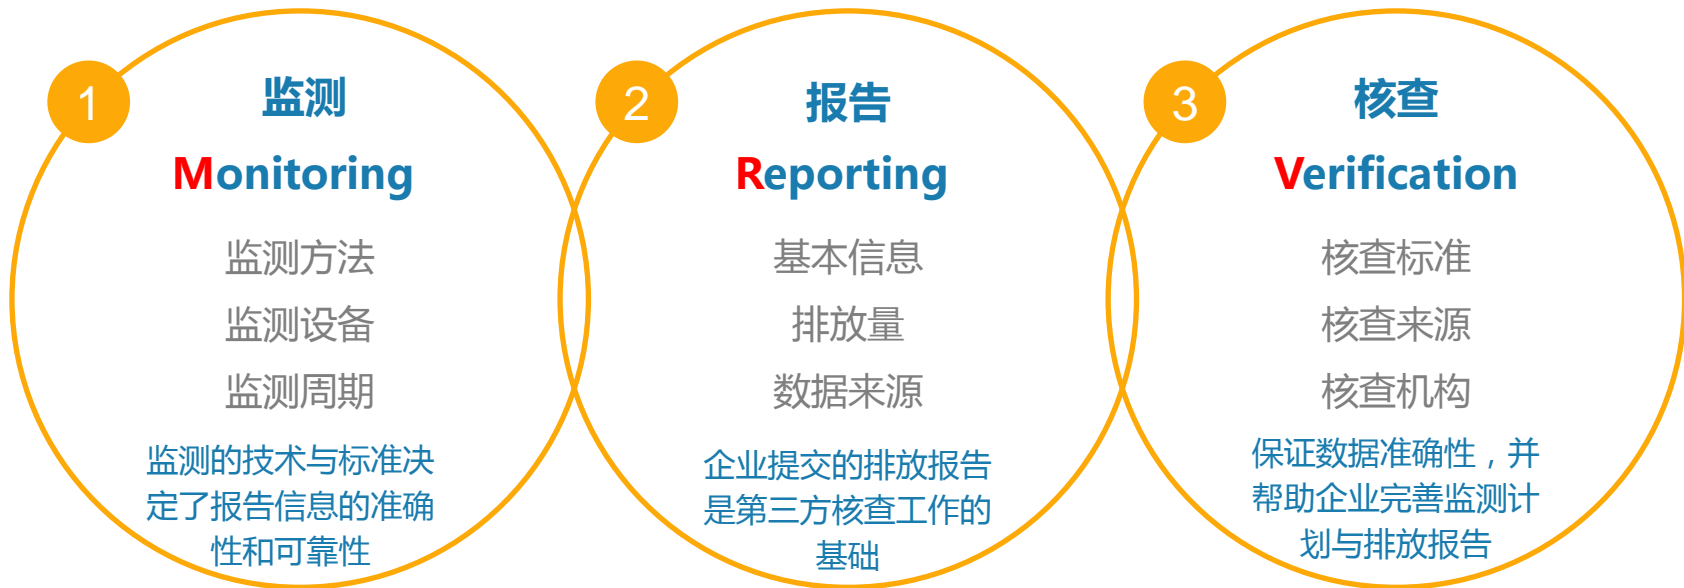 1
监测
Monitoring
监测方法
监测设备
监测周期
监测的技术与标准决
定了报告信息的准确
性和可靠性
2
报告
Reporting
基本信息
排放量
数据来源
企业提交的排放报告
是第三方核查工作的
基础
3
核查
Verification
核查标准
核查来源
核查机构
保证数据准确性，并
帮助企业完善监测计
划与排放报告